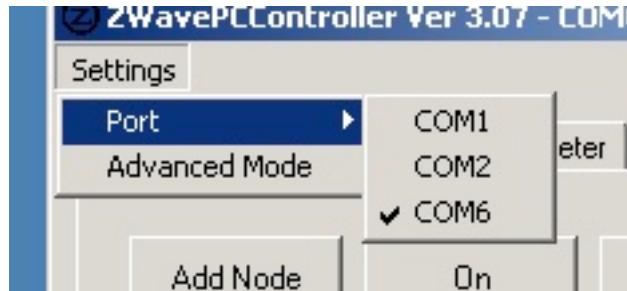 ZWavePCController Ver 3.07 - COM
Settings
Port
Advanced Mode
COM1
COM2
COM6
eter
Add Node
On